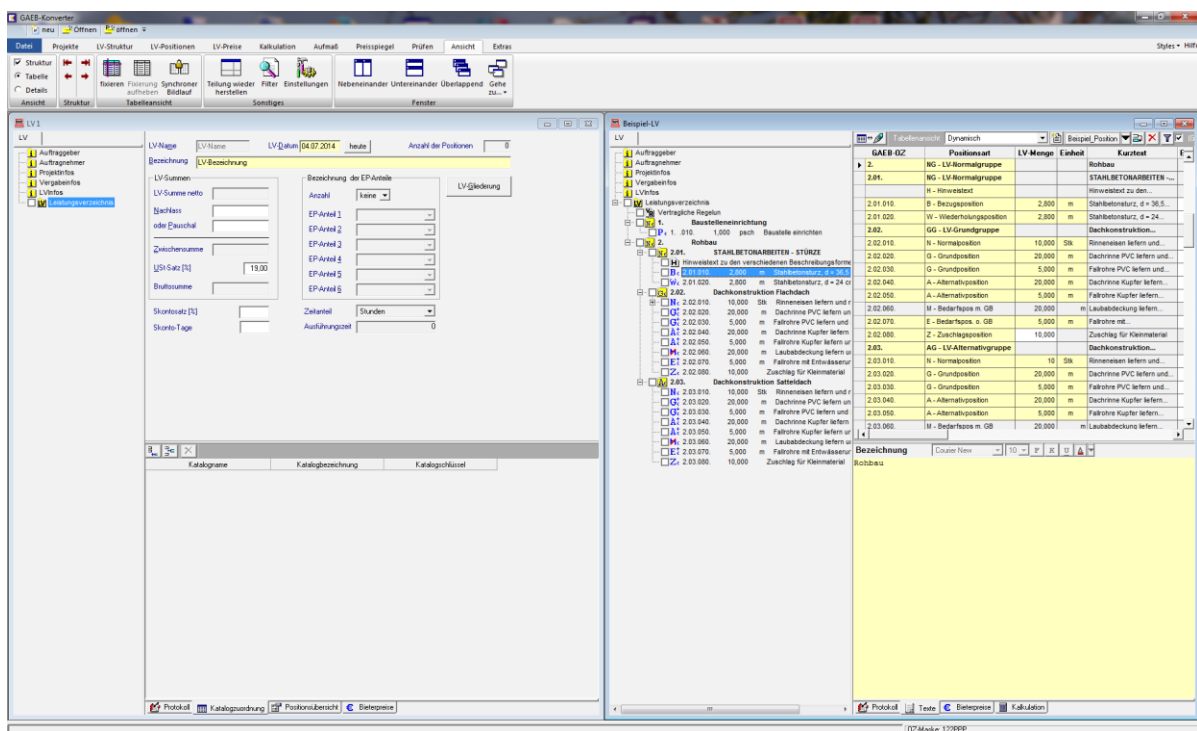 GAEB-Konverter
neu Öffnen öffnen
Datei Projekte LV-Struktur LV-Positionen LV-Preise Kalkulation Aufmaß Preisspiegel Prüfen Ansicht Extras Styles Hilfe
Struktur
Tabelle
Details
fixieren Fixierung aufheben Synchroner Bildlauf
Teilung wieder herstellen Filter Einstellungen
Nebeneinander Untereinander Überlappend Gehe zu...
Ansicht Struktur Tabellenansicht Sonstiges Fenster
LV1
LV
Auftraggeber
Auftragnehmer
Projektinfos
Vergabeinfos
LVInfos
Leistungsverzeichnis
LV-Name LV-Name LV-Datum 04.07.2014 heute Anzahl der Positionen 0
Bezeichnung LV-Bezeichnung
LV-Summen
LV-Summe netto
Nachlass
oder Pauschal
Zwischensumme
USt-Satz [%] 19,00
Bruttosumme
Skontosatz [%]
Skonto-Tage
Bezeichnung der EP-Anteile
Anzahl keine
EP-Anteil 1
EP-Anteil 2
EP-Anteil 3
EP-Anteil 4
EP-Anteil 5
EP-Anteil 6
Zeitanteil Stunden
Ausführungszeit 0
LV-Gliederung
Katalogname Katalogbezeichnung Katalogschlüssel
Protokoll Katalogzuordnung Positionsübersicht Bieterpreise
Beispiel-LV
LV
Auftraggeber
Auftragnehmer
Projektinfos
Vergabeinfos
LVInfos
Leistungsverzeichnis
Vertragliche Regelun
1. Baustelleneinrichtung
1. .010. 1,000 psch Baustelle einrichten
2. Rohbau
2.01. STAHLBETONARBEITEN - STÜRZE
Hinweistext zu den verschiedenen Beschreibungsforme
2.01.010. 2,800 m Stahlbetonsturz, d = 36,5
2.01.020. 2,800 m Stahlbetonsturz, d = 24 cr
2.02. Dachkonstruktion Flachdach
2.02.010. 10,000 Stk Rinneneisen liefern und r
2.02.020. 20,000 m Dachrinne PVC liefern un
2.02.030. 5,000 m Fallrohre PVC liefern und
2.02.040. 20,000 m Dachrinne Kupfer liefern
2.02.050. 5,000 m Fallrohre Kupfer liefern ur
2.02.060. 20,000 m Laubabdeckung liefern u
2.02.070. 5,000 m Fallrohre mit Entwässerur
2.02.080. 10,000 Zuschlag für Kleinmaterial
2.03. Dachkonstruktion Satteldach
2.03.010. 10,000 Stk Rinneneisen liefern und r
2.03.020. 20,000 m Dachrinne PVC liefern un
2.03.030. 5,000 m Fallrohre PVC liefern und
2.03.040. 20,000 m Dachrinne Kupfer liefern
2.03.050. 5,000 m Fallrohre Kupfer liefern ur
2.03.060. 20,000 m Laubabdeckung liefern u
2.03.070. 5,000 m Fallrohre mit Entwässerur
2.03.080. 10,000 Zuschlag für Kleinmaterial
Tabellenansicht Dynamisch Beispiel_Position
GAEB-OZ Positionsart LV-Menge Einheit Kurztext
2. NG - LV-Normalgruppe Rohbau
2.01. NG - LV-Normalgruppe STAHLBETONARBEITEN -...
H - Hinweistext Hinweistext zu den...
2.01.010. B - Bezugsposition 2,800 m Stahlbetonsturz, d = 36,5...
2.01.020. W - Wiederholungsposition 2,800 m Stahlbetonsturz, d = 24...
2.02. GG - LV-Grundgruppe Dachkonstruktion...
2.02.010. N - Normalposition 10,000 Stk Rinneneisen liefern und...
2.02.020. G - Grundposition 20,000 m Dachrinne PVC liefern und...
2.02.030. G - Grundposition 5,000 m Fallrohre PVC liefern und...
2.02.040. A - Alternativposition 20,000 m Dachrinne Kupfer liefern...
2.02.050. A - Alternativposition 5,000 m Fallrohre Kupfer liefern...
2.02.060. M - Bedarfspos m. GB 20,000 m Laubabdeckung liefern...
2.02.070. E - Bedarfspos. o. GB 5,000 m Fallrohre mit...
2.02.080. Z - Zuschlagsposition 10,000 Zuschlag für Kleinmaterial
2.03. AG - LV-Alternativgruppe Dachkonstruktion...
2.03.010. N - Normalposition 10 Stk Rinneneisen liefern und...
2.03.020. G - Grundposition 20,000 m Dachrinne PVC liefern und...
2.03.030. G - Grundposition 5,000 m Fallrohre PVC liefern und...
2.03.040. A - Alternativposition 20,000 m Dachrinne Kupfer liefern...
2.03.050. A - Alternativposition 5,000 m Fallrohre Kupfer liefern...
2.03.060. M - Bedarfspos m. GB 20,000 m Laubabdeckung liefern...
Bezeichnung Courier New 10 F K U A
Rohbau
Protokoll Texte Bieterpreise Kalkulation
OZ-Maske: 122PPP